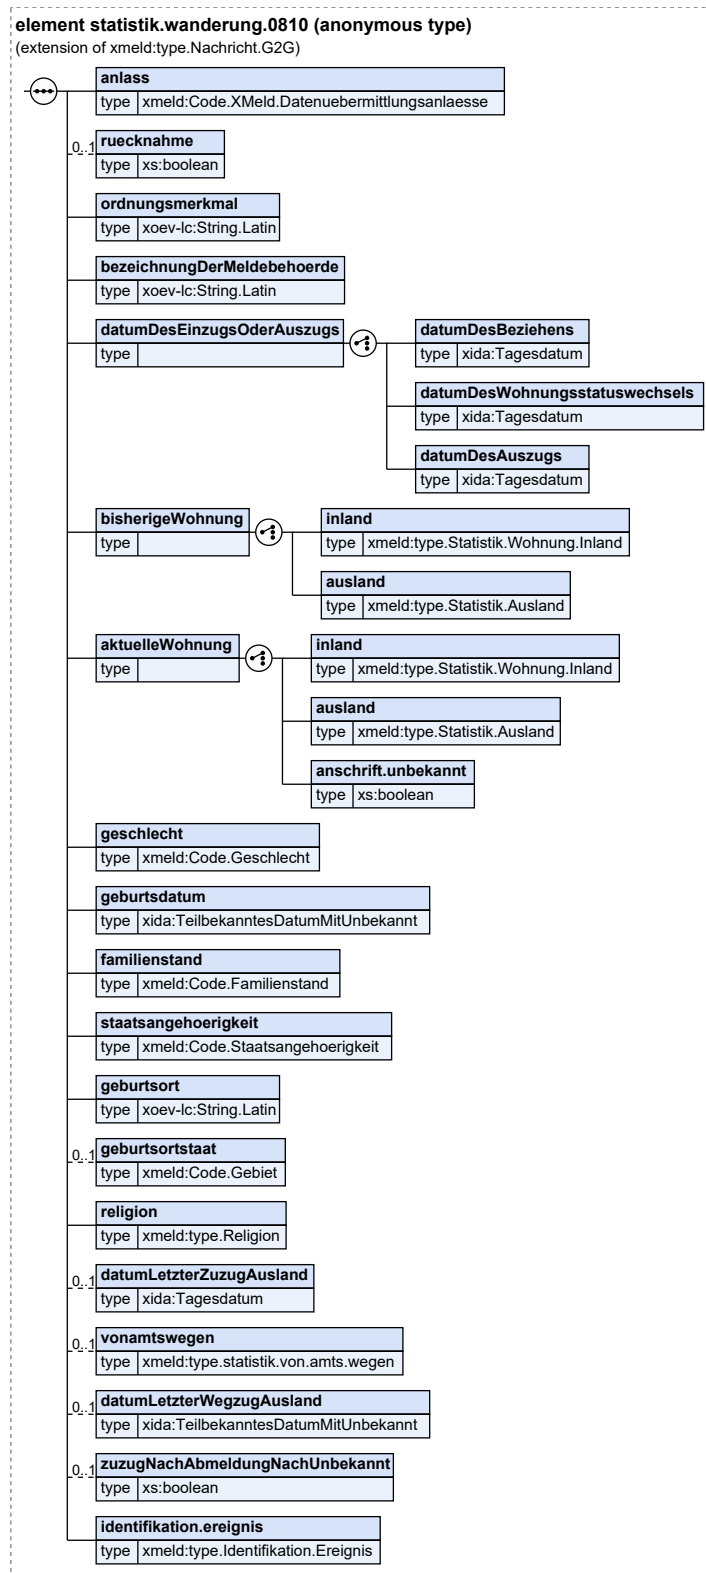 element statistik.wanderung.0810 (anonymous type)
(extension of xmeld:type.Nachricht.G2G)
anlass
type xmeld:Code.XMeld.Datenuebermittlungsanlaesse
0..1 ruecknahme
type xs:boolean
ordnungsmerkmal
type xoev-lc:String.Latin
bezeichnungDerMeldebehoerde
type xoev-lc:String.Latin
datumDesEinzugsOderAuszugs
type
datumDesBeziehens
type xida:Tagesdatum
datumDesWohnungsstatuswechsels
type xida:Tagesdatum
datumDesAuszugs
type xida:Tagesdatum
bisherigeWohnung
type
inland
type xmeld:type.Statistik.Wohnung.Inland
ausland
type xmeld:type.Statistik.Ausland
aktuelleWohnung
type
inland
type xmeld:type.Statistik.Wohnung.Inland
ausland
type xmeld:type.Statistik.Ausland
anschrift.unbekannt
type xs:boolean
geschlecht
type xmeld:Code.Geschlecht
geburtsdatum
type xida:TeilbekanntesDatumMitUnbekannt
familienstand
type xmeld:Code.Familienstand
staatsangehoerigkeit
type xmeld:Code.Staatsangehoerigkeit
geburtsort
type xoev-lc:String.Latin
0..1 geburtsortstaat
type xmeld:Code.Gebiet
religion
type xmeld:type.Religion
0..1 datumLetzterZuzugAusland
type xida:Tagesdatum
0..1 vonamtswegen
type xmeld:type.statistik.von.amts.wegen
0..1 datumLetzterWegzugAusland
type xida:TeilbekanntesDatumMitUnbekannt
0..1 zuzugNachAbmeldungNachUnbekannt
type xs:boolean
identifikation.ereignis
type xmeld:type.Identifikation.Ereignis